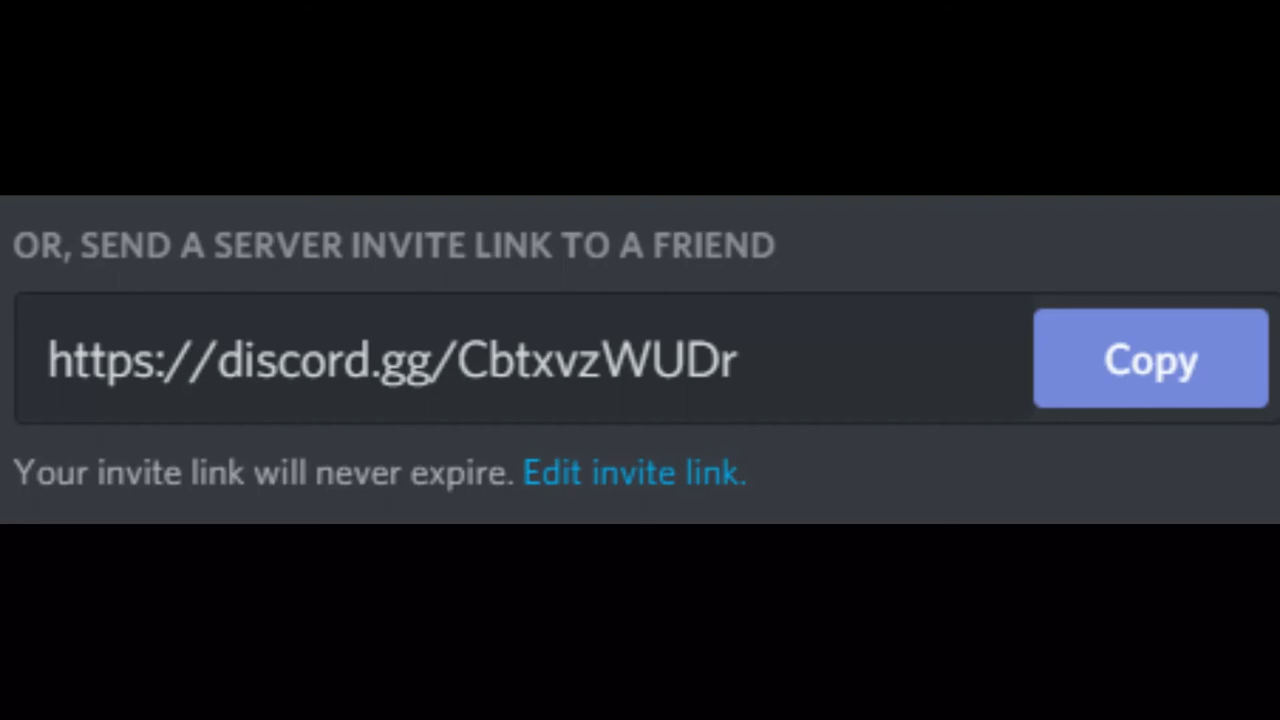 OR, SEND A SERVER INVITE LINK TO A FRIEND
https://discord.gg/CbtxvzWUDr
Copy
Your invite link will never expire. Edit invite link.